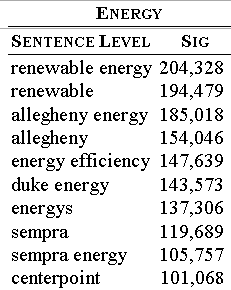 ENERGY
SENTENCE LEVEL SIG
renewable energy 204,328
renewable 194,479
allegheny energy 185,018
allegheny 154,046
energy efficiency 147,639
duke energy 143,573
energys 137,306
sempra 119,689
sempra energy 105,757
centerpoint 101,068